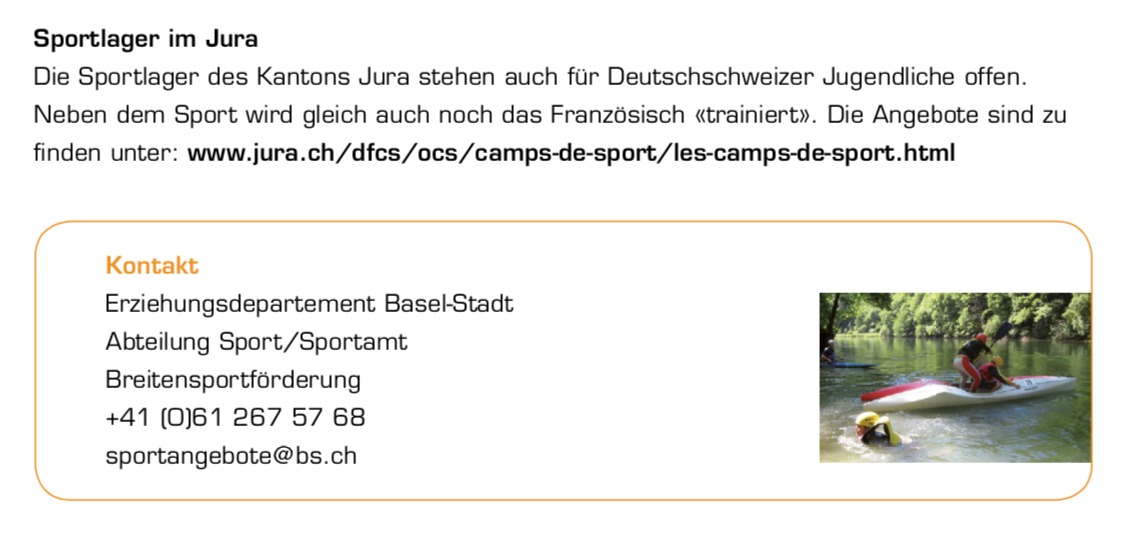 Sportlager im Jura
Die Sportlager des Kantons Jura stehen auch für Deutschschweizer Jugendliche offen.
Neben dem Sport wird gleich auch noch das Französisch «trainiert». Die Angebote sind zu
finden unter: www.jura.ch/dfcs/ocs/camps-de-sport/les-camps-de-sport.html
Kontakt
Erziehungsdepartement Basel-Stadt
Abteilung Sport/Sportamt
Breitensportförderung
+41 (0)61 267 57 68
sportangebote@bs.ch